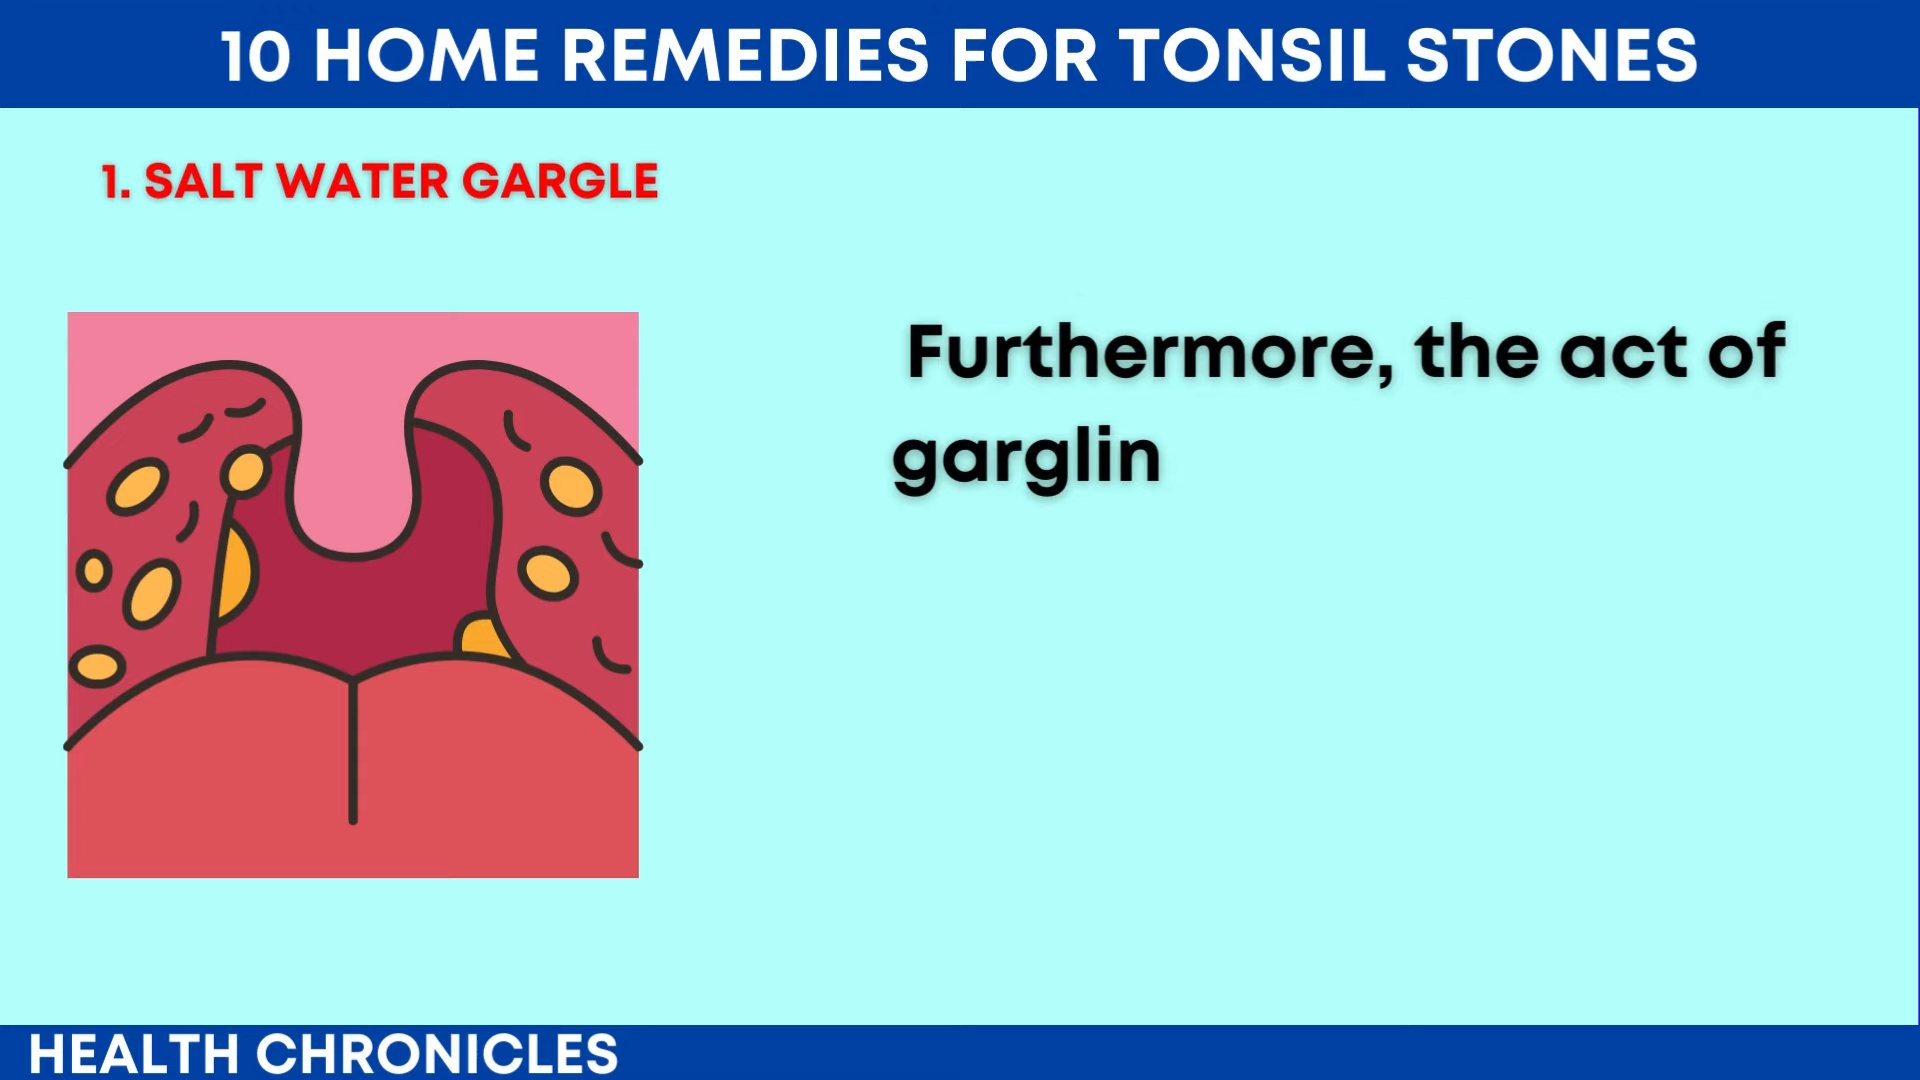 10 HOME REMEDIES FOR TONSIL STONES
1. SALT WATER GARGLE
Furthermore, the act of
garglin
HEALTH CHRONICLES